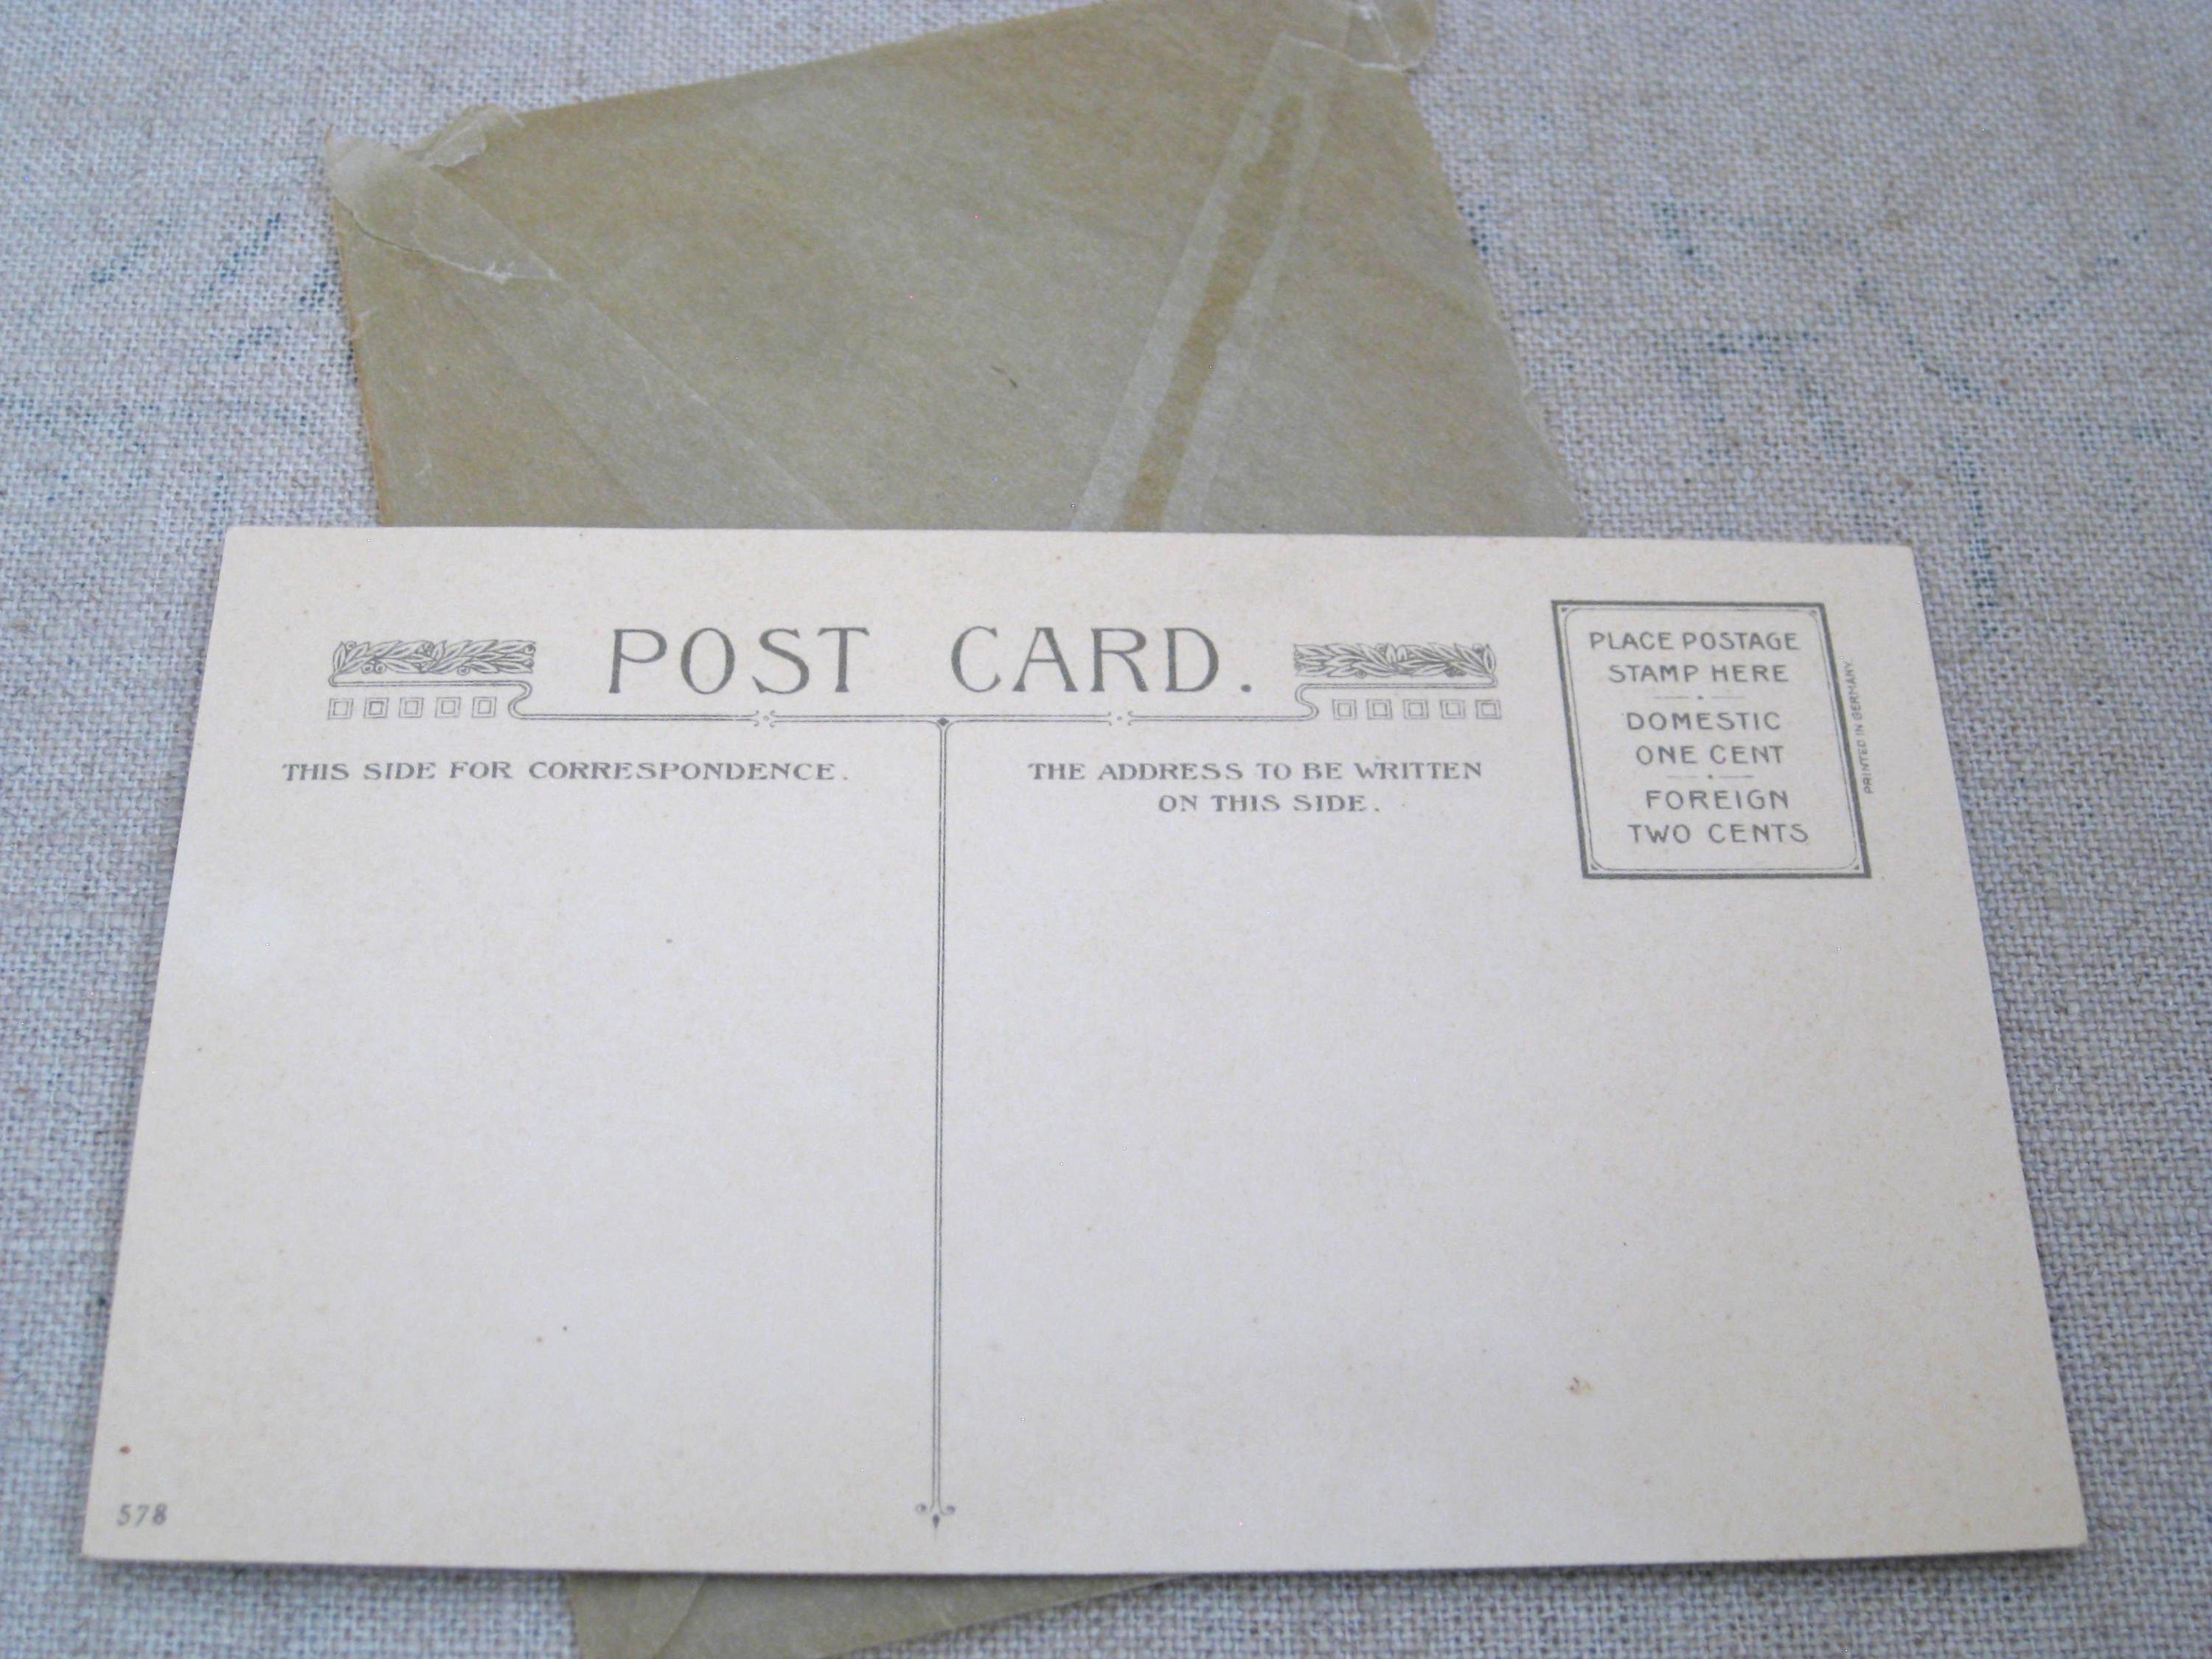 POST CARD.
THIS SIDE FOR CORRESPONDENCE.
THE ADDRESS TO BE WRITTEN
ON THIS SIDE.
PLACE POSTAGE
STAMP HERE
DOMESTIC
ONE CENT
FOREIGN
TWO CENTS
PRINTED IN GERMANY.
578